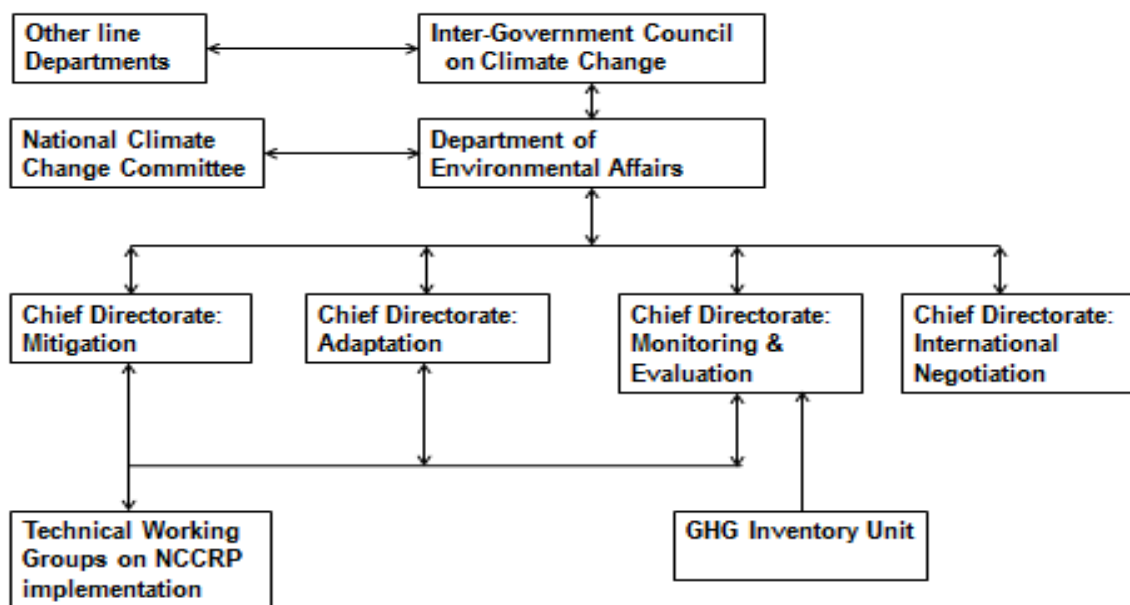 Other line
Departments
Inter-Government Council
on Climate Change
National Climate
Change Committee
Department of
Environmental Affairs
Chief Directorate:
Mitigation
Chief Directorate:
Adaptation
Chief Directorate:
Monitoring &
Evaluation
Chief Directorate:
International
Negotiation
Technical Working
Groups on NCCRP
implementation
GHG Inventory Unit